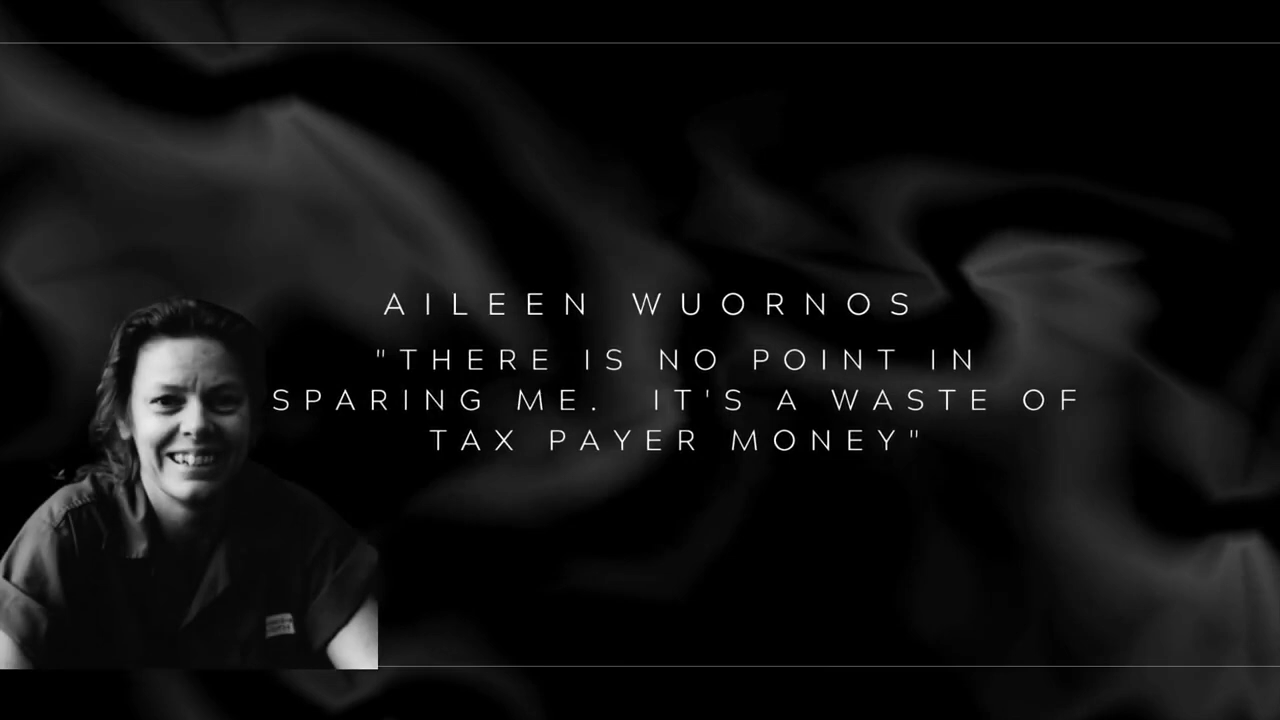 AILEEN WUORNOS
"THERE IS NO POINT IN
SPARING ME. IT'S A WASTE OF
TAX PAYER MONEY"